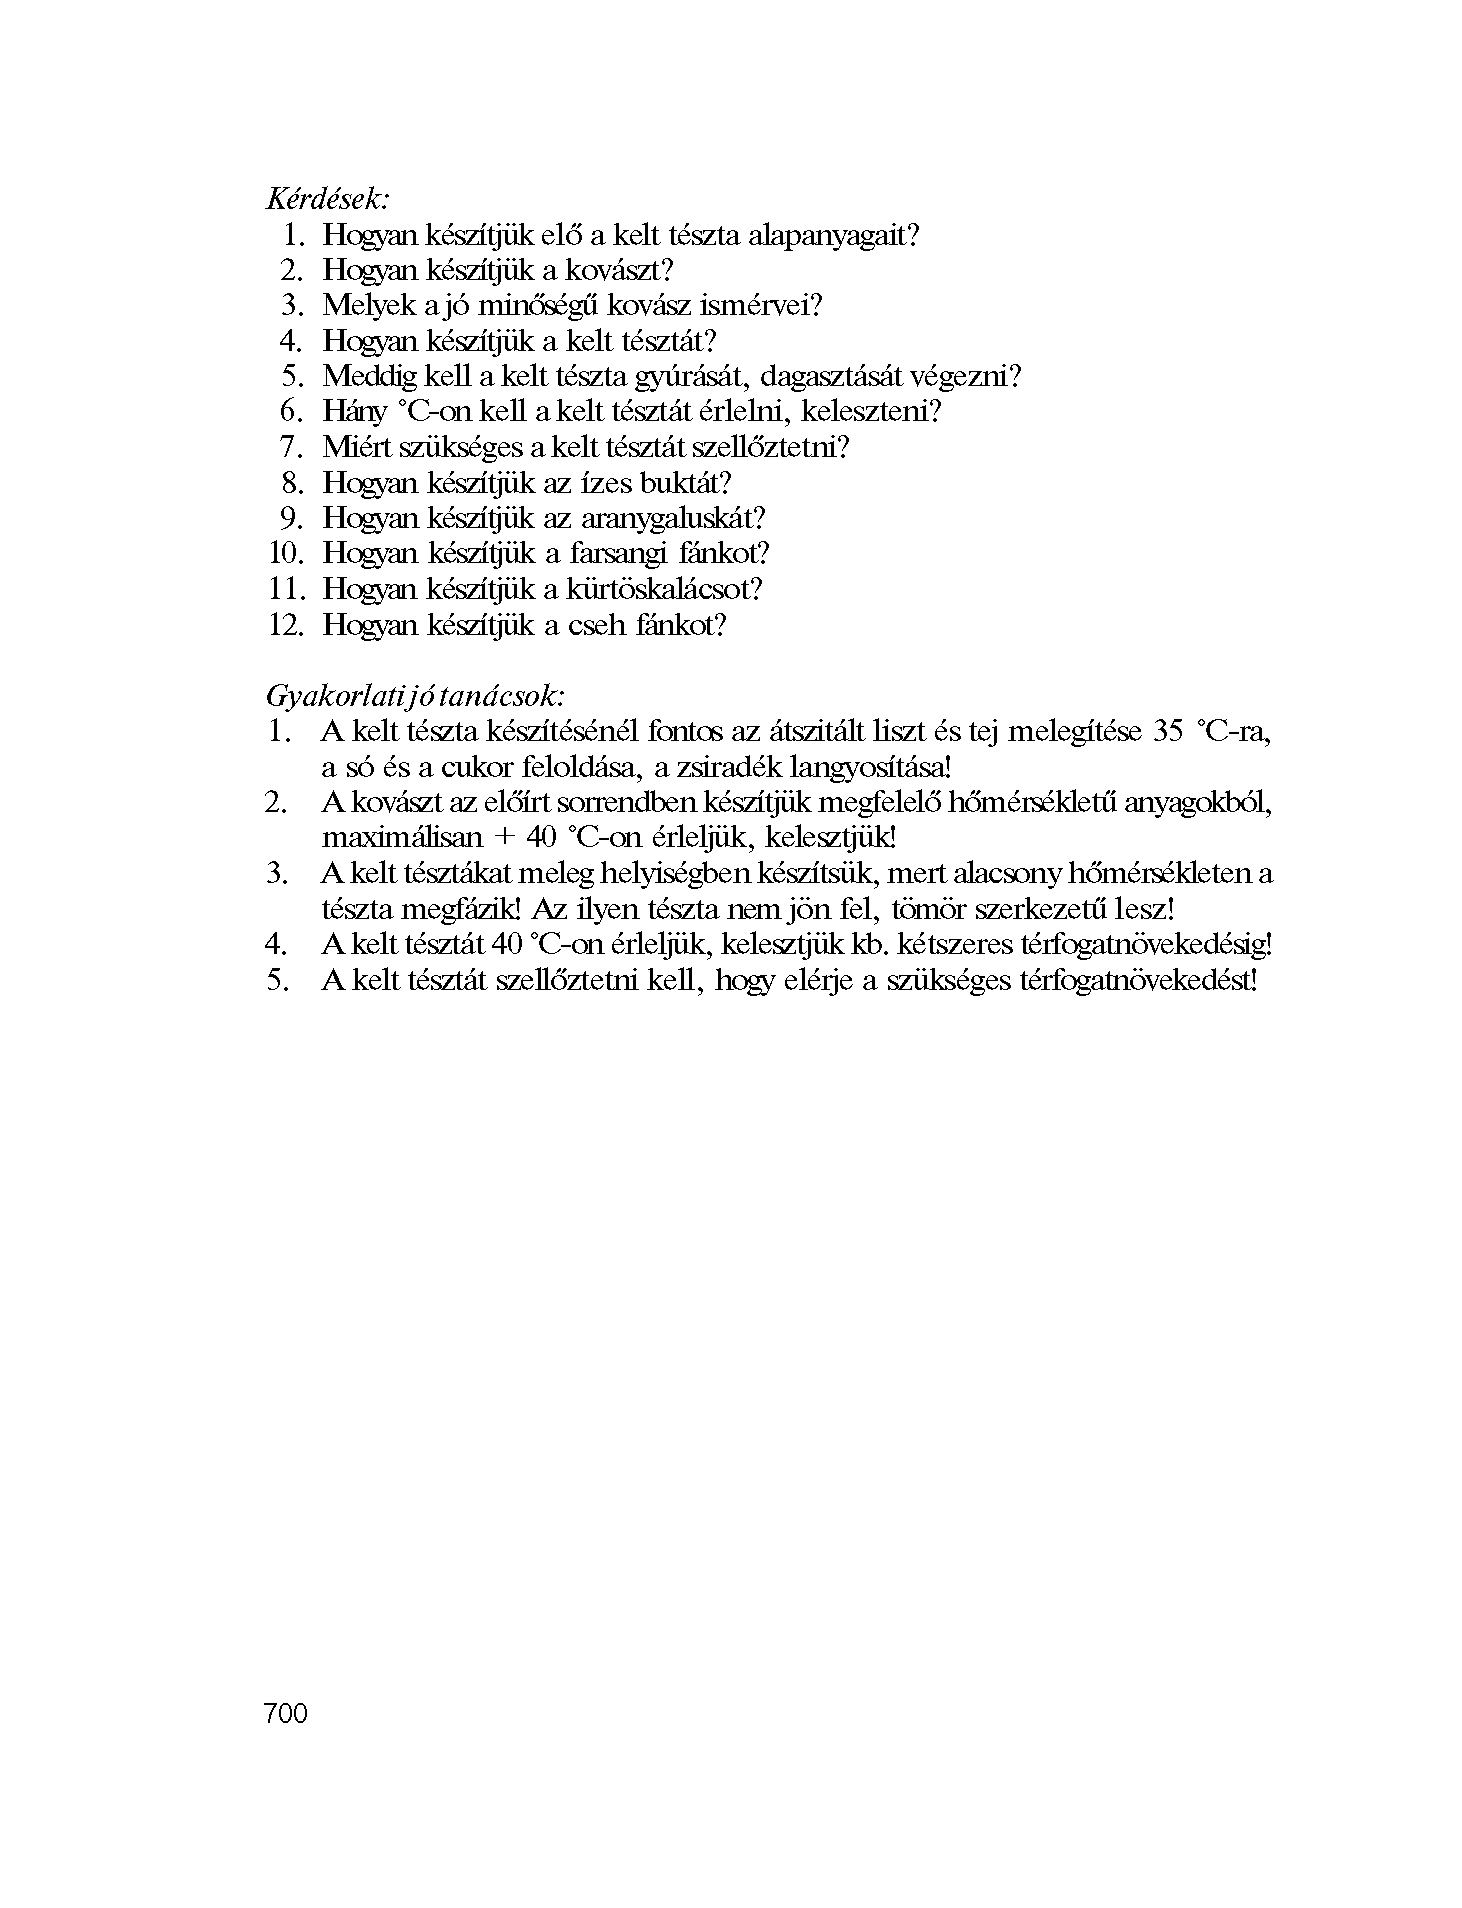 Kérdések:
1. Hogyan készítjük elő a kelt tészta alapanyagait?
2. Hogyan készítjük a kovászt?
3. Melyek a jó minőségű kovász ismérvei?
4. Hogyan készítjük a kelt tésztát?
5. Meddig kell a kelt tészta gyúrását, dagasztását végezni?
6. Hány °C-on kell a kelt tésztát érlelni, keleszteni?
7. Miért szükséges a kelt tésztát szellőztetni?
8. Hogyan készítjük az ízes buktát?
9. Hogyan készítjük az aranygaluskát?
10. Hogyan készítjük a farsangi fánkot?
11. Hogyan készítjük a kürtöskalácsot?
12. Hogyan készítjük a cseh fánkot?
Gyakorlati jó tanácsok:
1. A kelt tészta készítésénél fontos az átszitált liszt és tej melegítése 35 °C-ra,
a só és a cukor feloldása, a zsiradék langyosítása!
2. A kovászt az előírt sorrendben készítjük megfelelő hőmérsékletű anyagokból,
maximálisan + 40 °C-on érleljük, kelesztjük!
3. A kelt tésztákat meleg helyiségben készítsük, mert alacsony hőmérsékleten a
tészta megfázik! Az ilyen tészta nem jön fel, tömör szerkezetű lesz!
4. A kelt tésztát 40 °C-on érleljük, kelesztjük kb. kétszeres térfogatnövekedésig!
5. A kelt tésztát szellőztetni kell, hogy elérje a szükséges térfogatnövekedést!
700